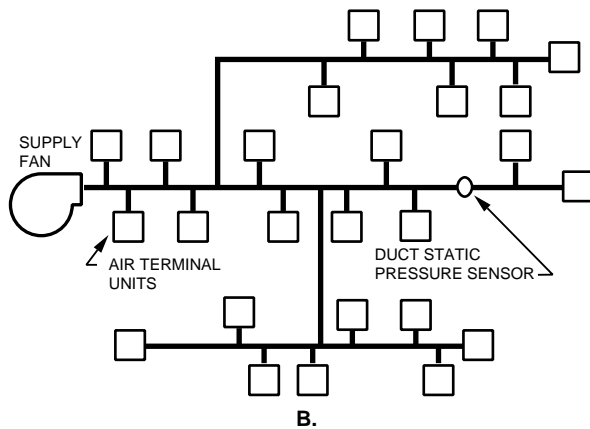 SUPPLY
FAN
AIR TERMINAL
UNITS
DUCT STATIC
PRESSURE SENSOR
B.